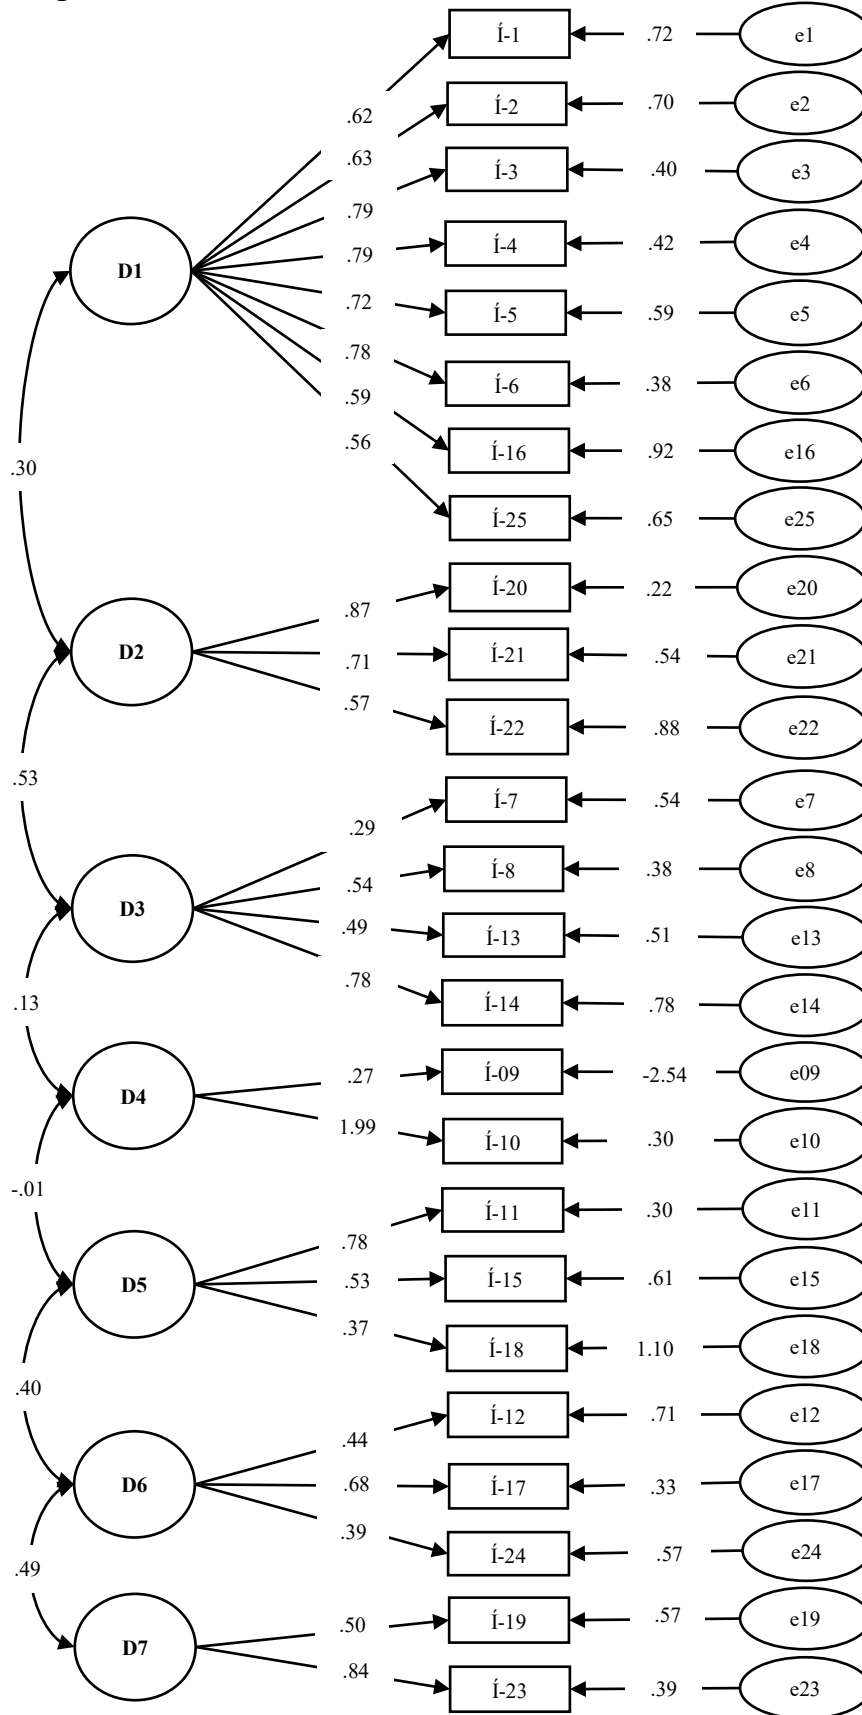 Í-1 .72 e1
.62 Í-2 .70 e2
.63 Í-3 .40 e3
.79
D1 .79 Í-4 .42 e4
.72 Í-5 .59 e5
.78 Í-6 .38 e6
.59
.56 Í-16 .92 e16
.30
Í-25 .65 e25
.87 Í-20 .22 e20
D2 .71 Í-21 .54 e21
.57 Í-22 .88 e22
.53
.29 Í-7 .54 e7
.54 Í-8 .38 e8
D3 .49 Í-13 .51 e13
.78 Í-14 .78 e14
.13
.27 Í-09 -2.54 e09
D4
1.99 Í-10 .30 e10
-.01
.78 Í-11 .30 e11
D5 .53 Í-15 .61 e15
.37 Í-18 1.10 e18
.40
.44 Í-12 .71 e12
D6 .68 Í-17 .33 e17
.39 Í-24 .57 e24
.49
.50 Í-19 .57 e19
D7
.84 Í-23 .39 e23